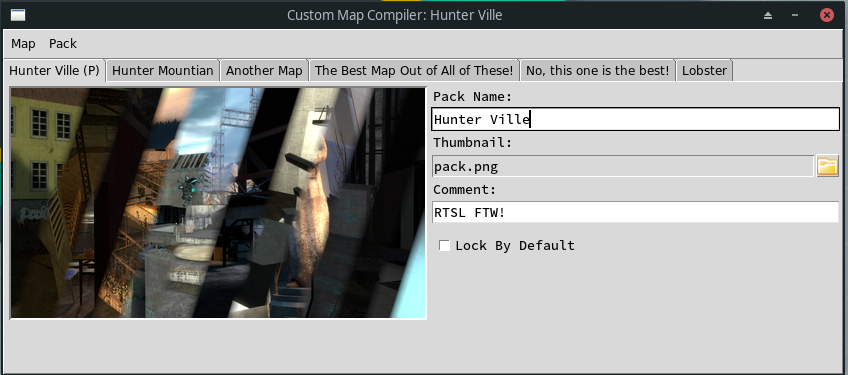 Custom Map Compiler: Hunter Ville
Map Pack
Hunter Ville (P) Hunter Mountian Another Map The Best Map Out of All of These! No, this one is the best! Lobster
Pack Name:
Hunter Ville
Thumbnail:
pack.png
Comment:
RTSL FTW!
Lock By Default